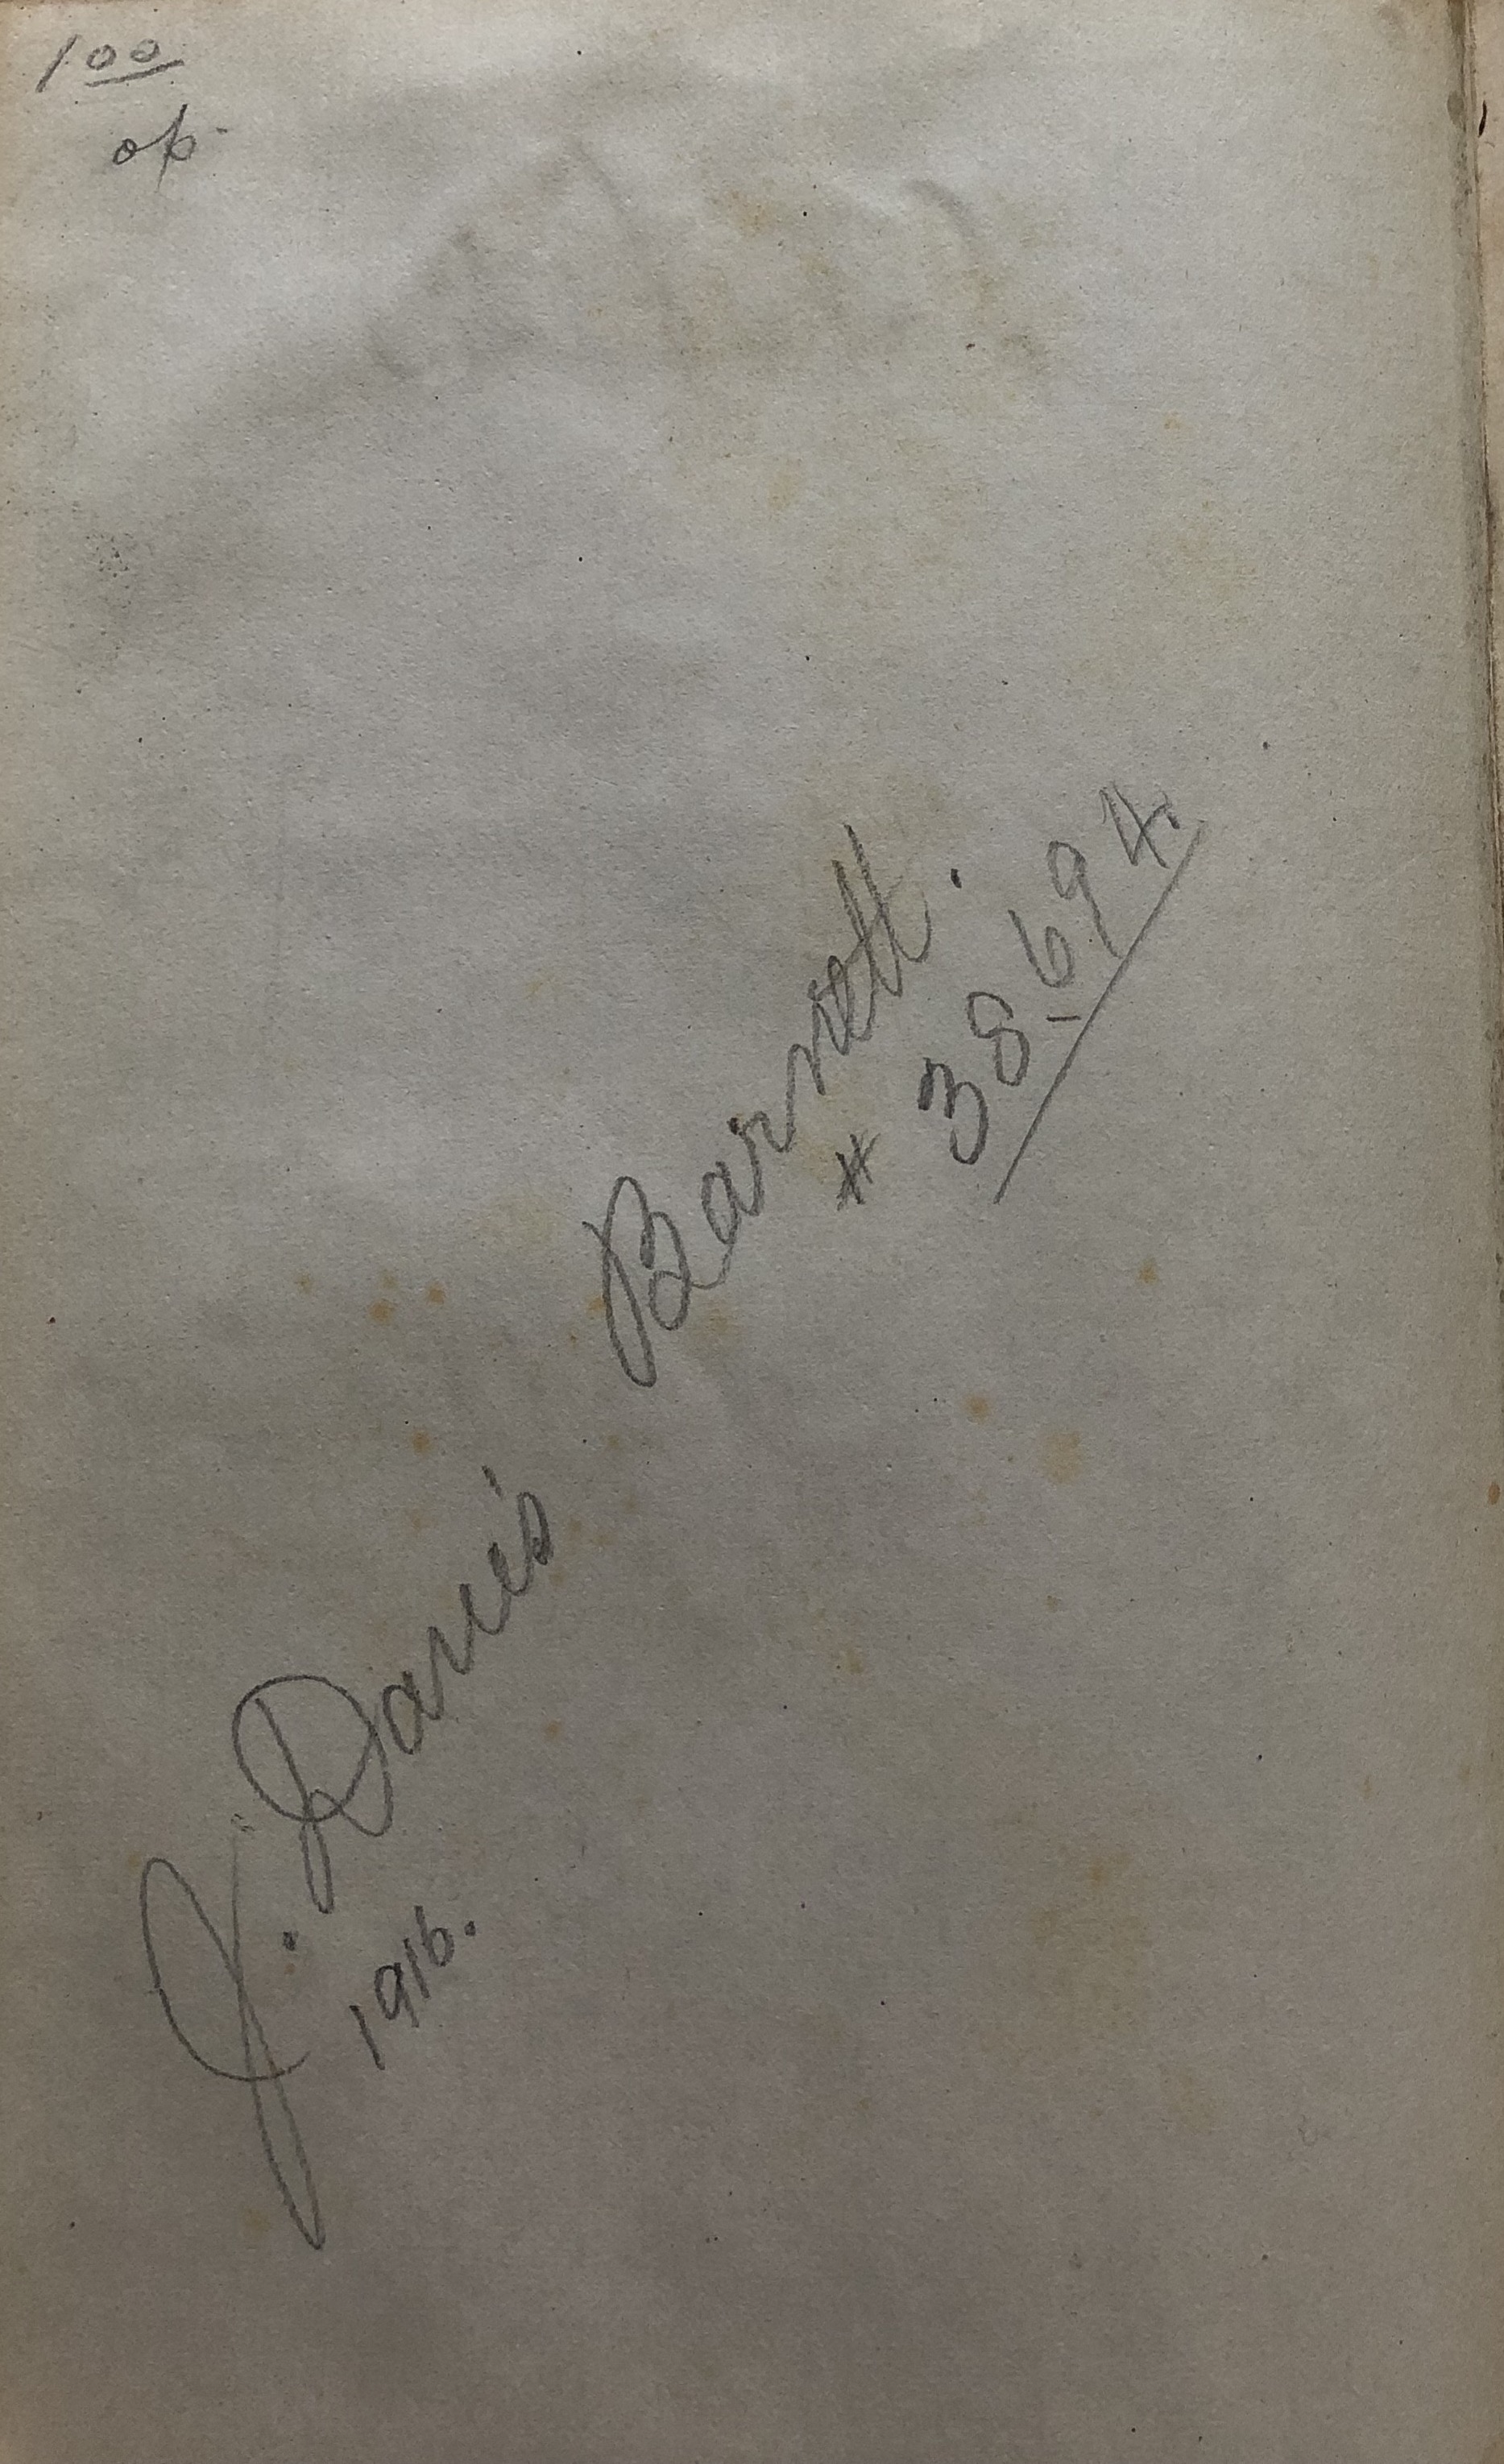 100
op.
J. Davis Barnett.
# 38694.
1916.